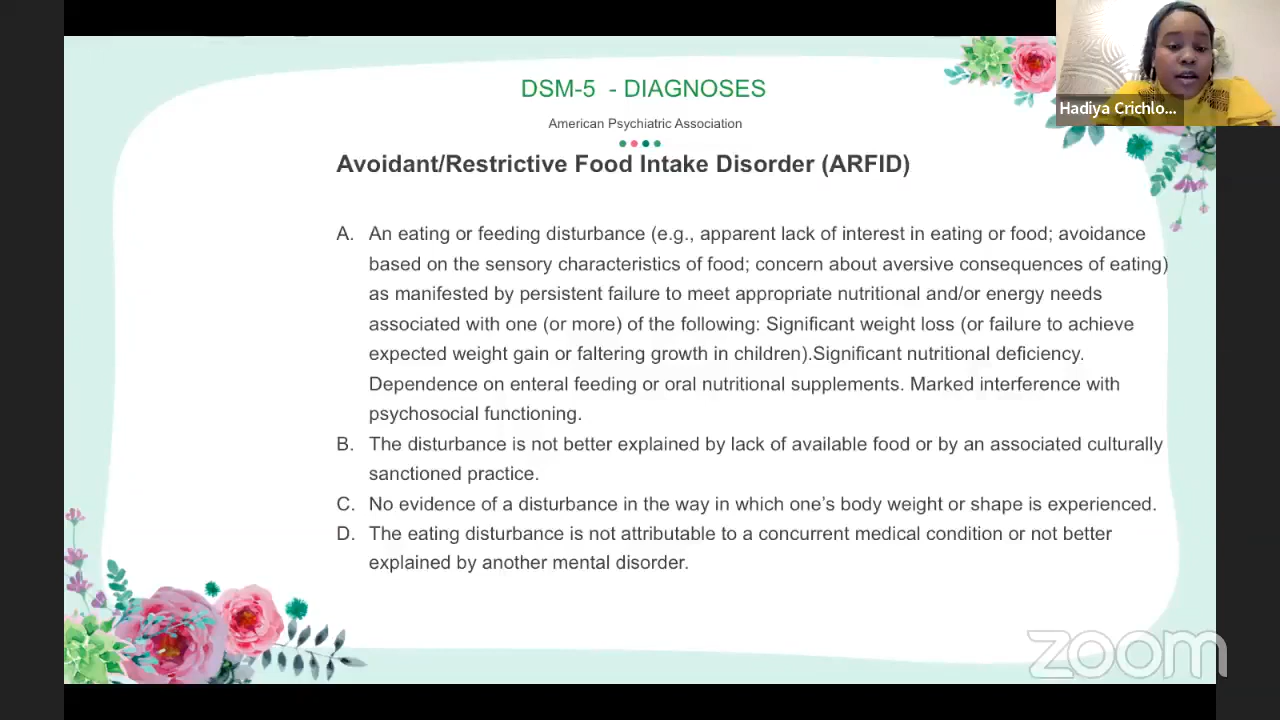 DSM-5 - DIAGNOSES
American Psychiatric Association
Avoidant/Restrictive Food Intake Disorder (ARFID)
A. An eating or feeding disturbance (e.g., apparent lack of interest in eating or food; avoidance
based on the sensory characteristics of food; concern about aversive consequences of eating)
as manifested by persistent failure to meet appropriate nutritional and/or energy needs
associated with one (or more) of the following: Significant weight loss (or failure to achieve
expected weight gain or faltering growth in children).Significant nutritional deficiency.
Dependence on enteral feeding or oral nutritional supplements. Marked interference with
psychosocial functioning.
B. The disturbance is not better explained by lack of available food or by an associated culturally
sanctioned practice.
C. No evidence of a disturbance in the way in which one’s body weight or shape is experienced.
D. The eating disturbance is not attributable to a concurrent medical condition or not better
explained by another mental disorder.
Hadiya Crichlo...
zoom